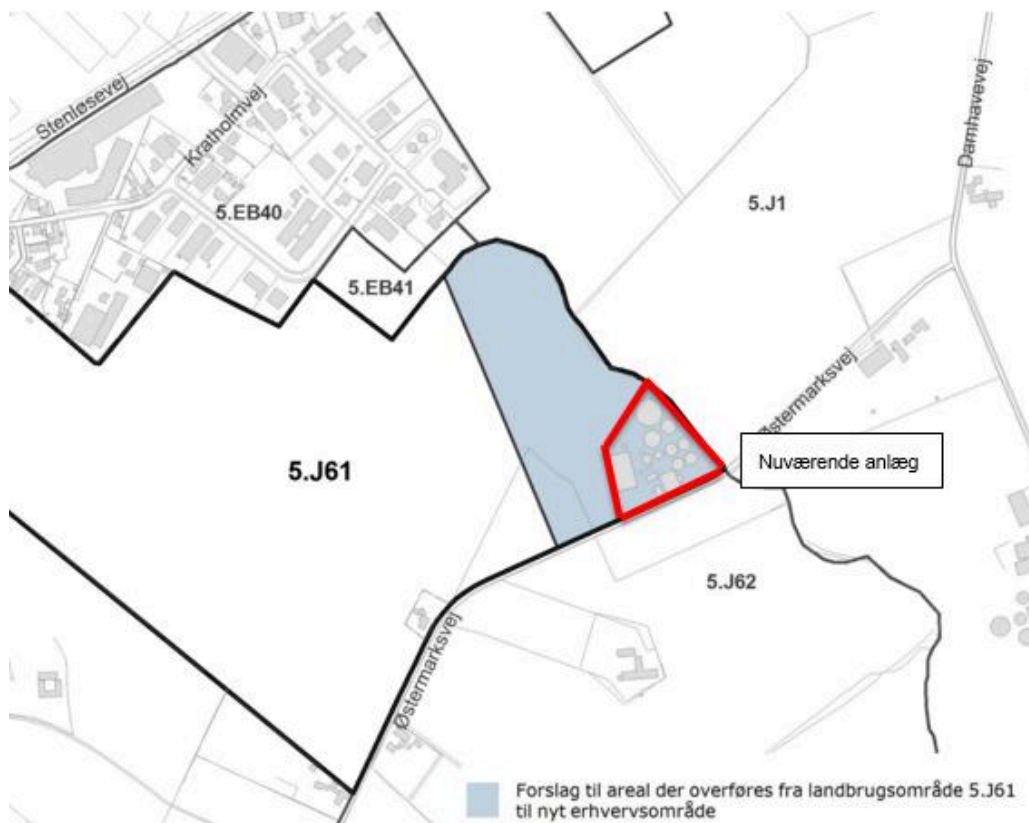 Stenløsevej
Kratholmvej
Damhavevej
5.J1
5.EB40
5.EB41
Østermarksvej
Nuværende anlæg
5.J61
5.J62
Østermarksvej
Forslag til areal der overføres fra landbrugsområde 5.J61
til nyt erhvervsområde